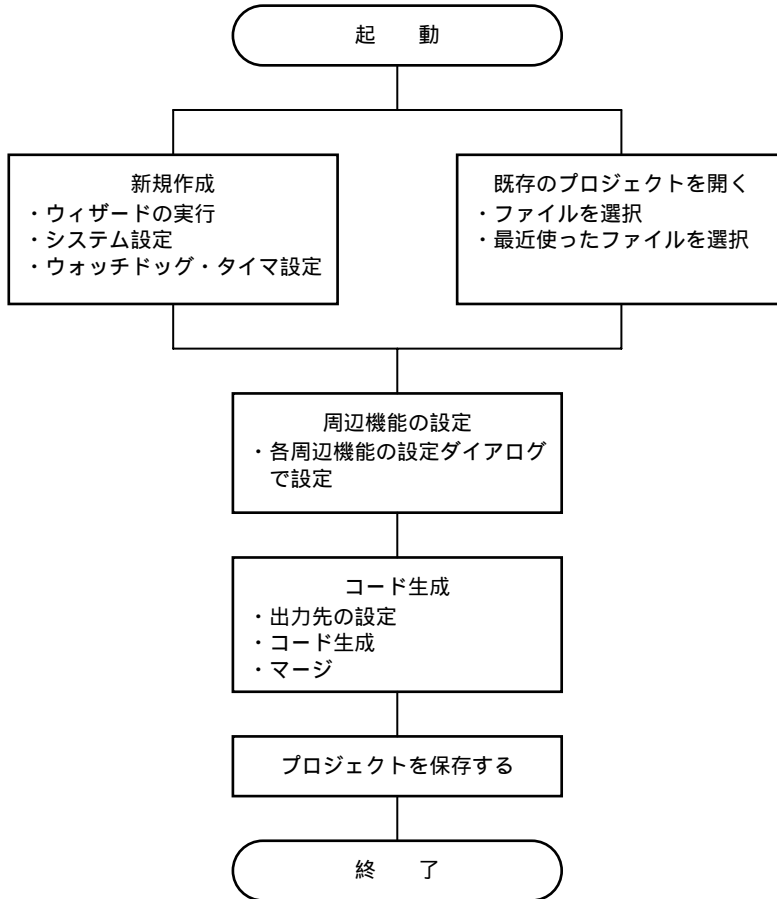 起　動
新規作成
・ウィザードの実行
・システム設定
・ウォッチドッグ・タイマ設定
既存のプロジェクトを開く
・ファイルを選択
・最近使ったファイルを選択
周辺機能の設定
・各周辺機能の設定ダイアログ
で設定
コード生成
・出力先の設定
・コード生成
・マージ
プロジェクトを保存する
終　了